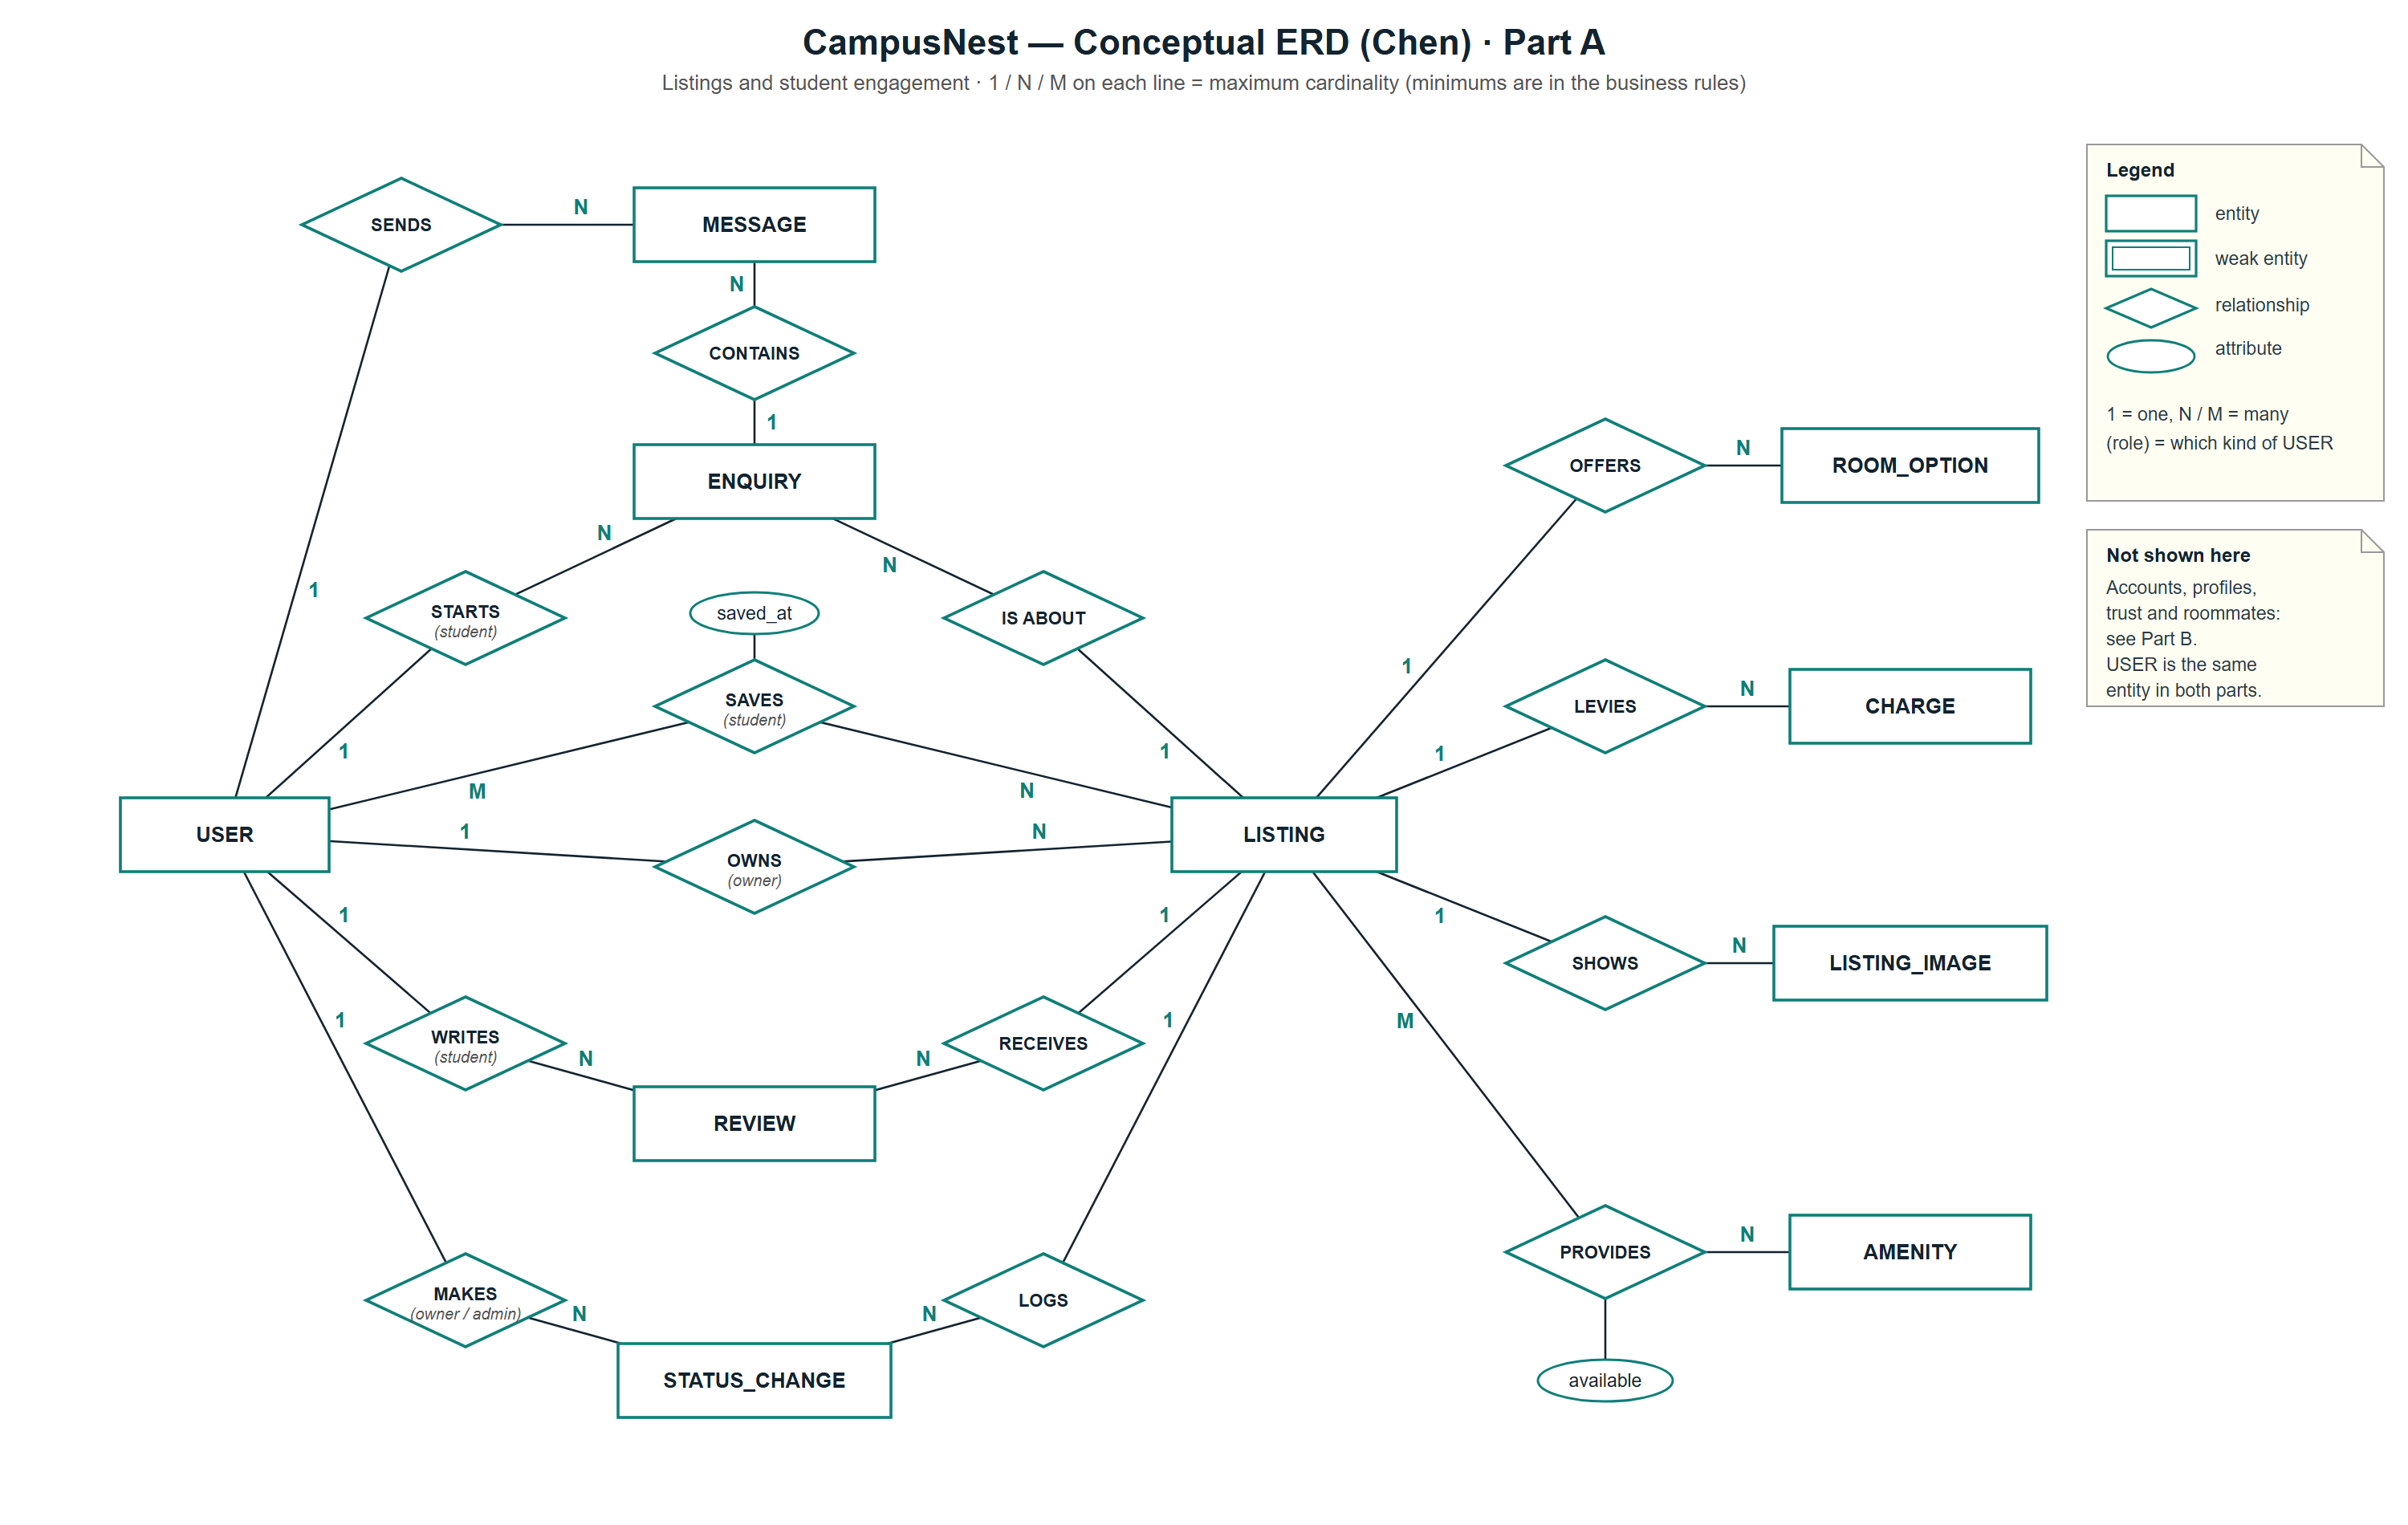 CampusNest — Conceptual ERD (Chen) · Part A
Listings and student engagement · 1 / N / M on each line = maximum cardinality (minimums are in the business rules)
SENDS
N
MESSAGE
N
CONTAINS
1
ENQUIRY
N
N
1
STARTS
(student)
saved_at
IS ABOUT
SAVES
(student)
1
1
M
N
1
N
USER
OWNS
(owner)
LISTING
1
1
WRITES
(student)
N
N
RECEIVES
1
1
REVIEW
MAKES
(owner / admin)
N
N
LOGS
STATUS_CHANGE
OFFERS
N
ROOM_OPTION
1
LEVIES
N
CHARGE
1
1
SHOWS
N
LISTING_IMAGE
M
PROVIDES
N
AMENITY
available
Legend
entity
weak entity
relationship
attribute
1 = one, N / M = many
(role) = which kind of USER
Not shown here
Accounts, profiles,
trust and roommates:
see Part B.
USER is the same
entity in both parts.